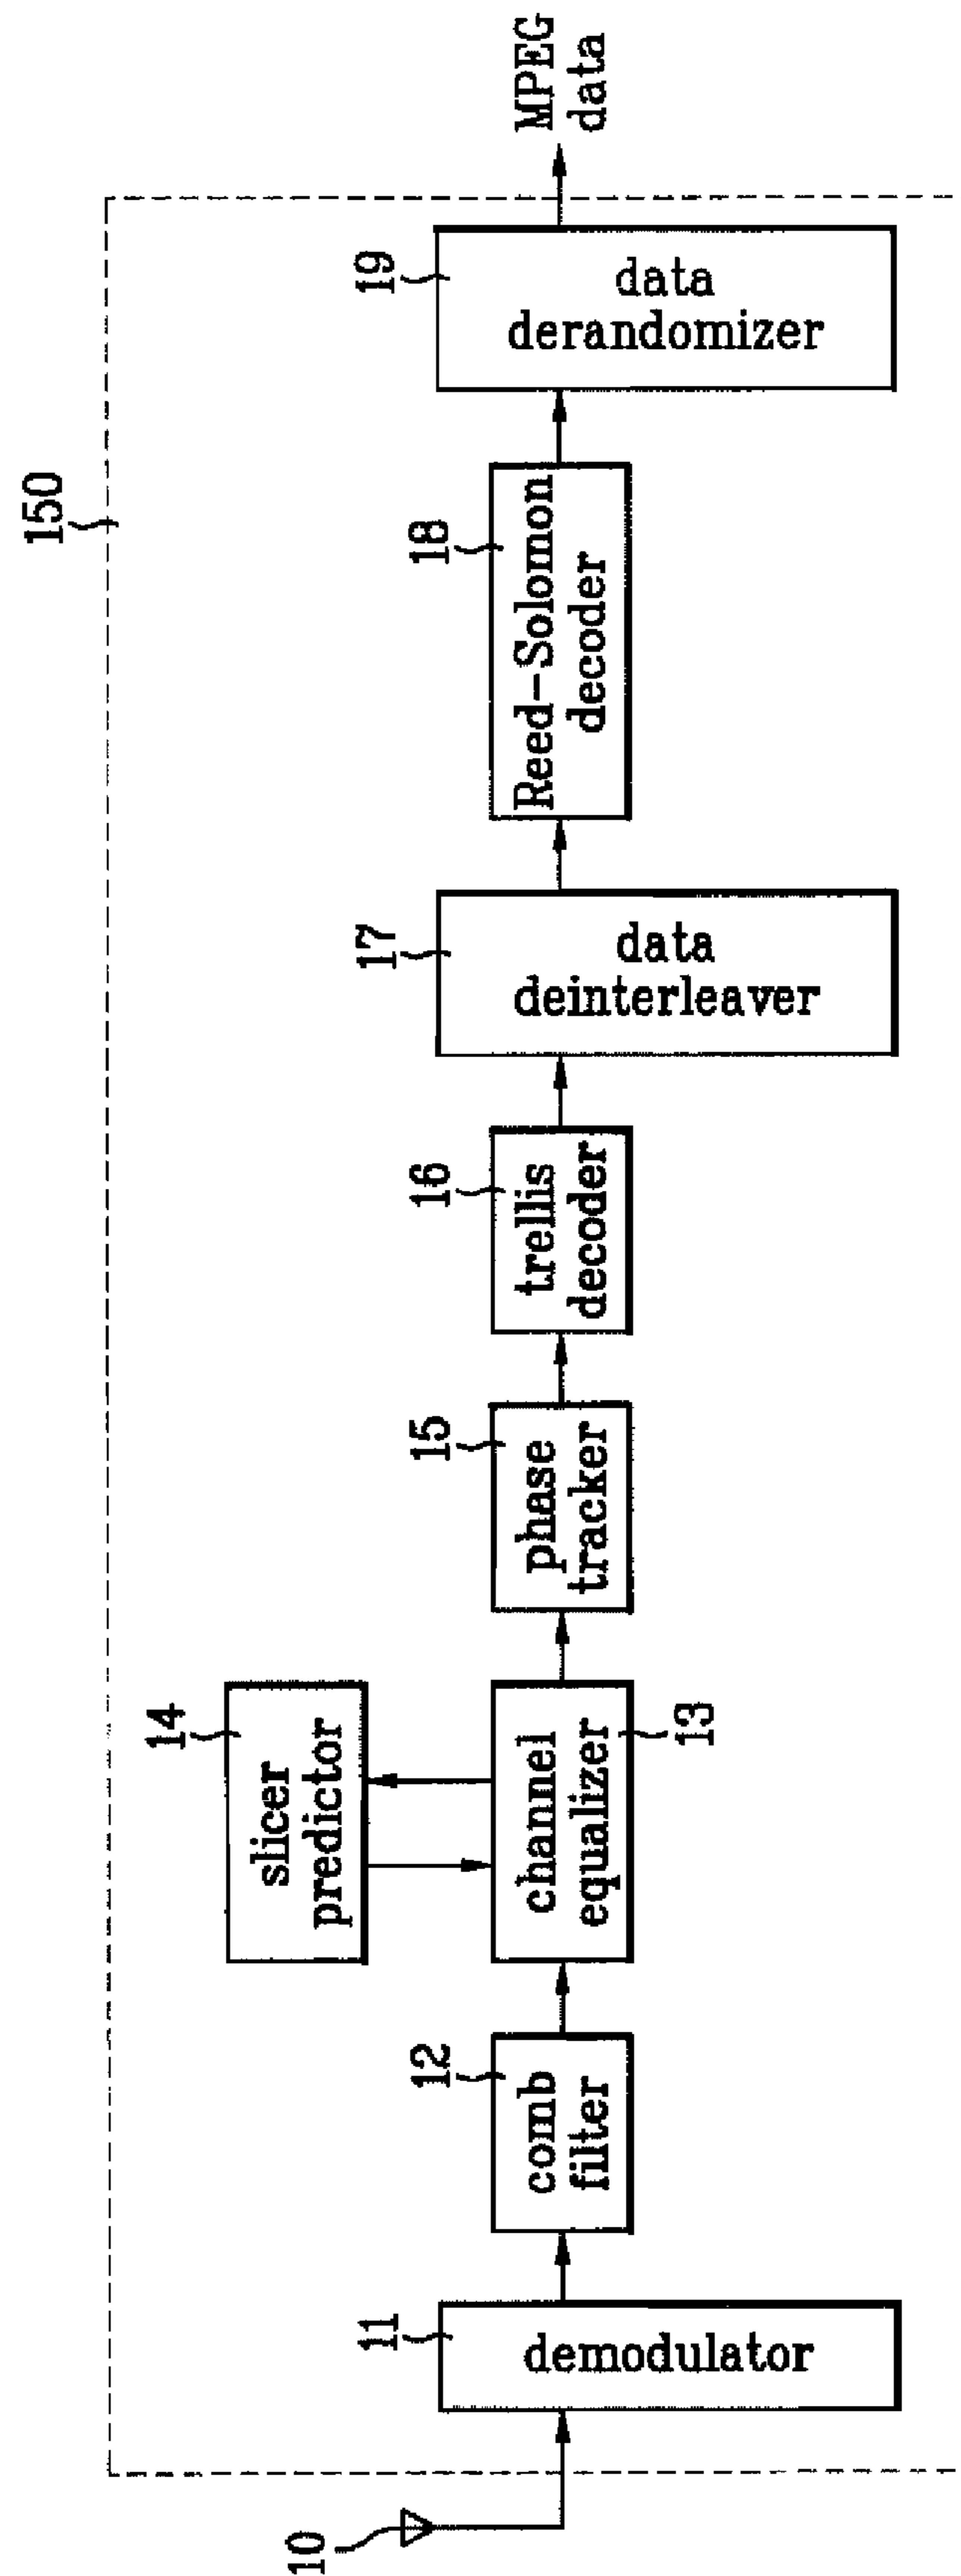 150
10
11
demodulator
12
comb
filter
14
slicer
predictor
channel
equalizer
13
15
phase
tracker
16
trellis
decoder
17
data
deinterleaver
18
Reed-Solomon
decoder
19
data
derandomizer
MPEG
data